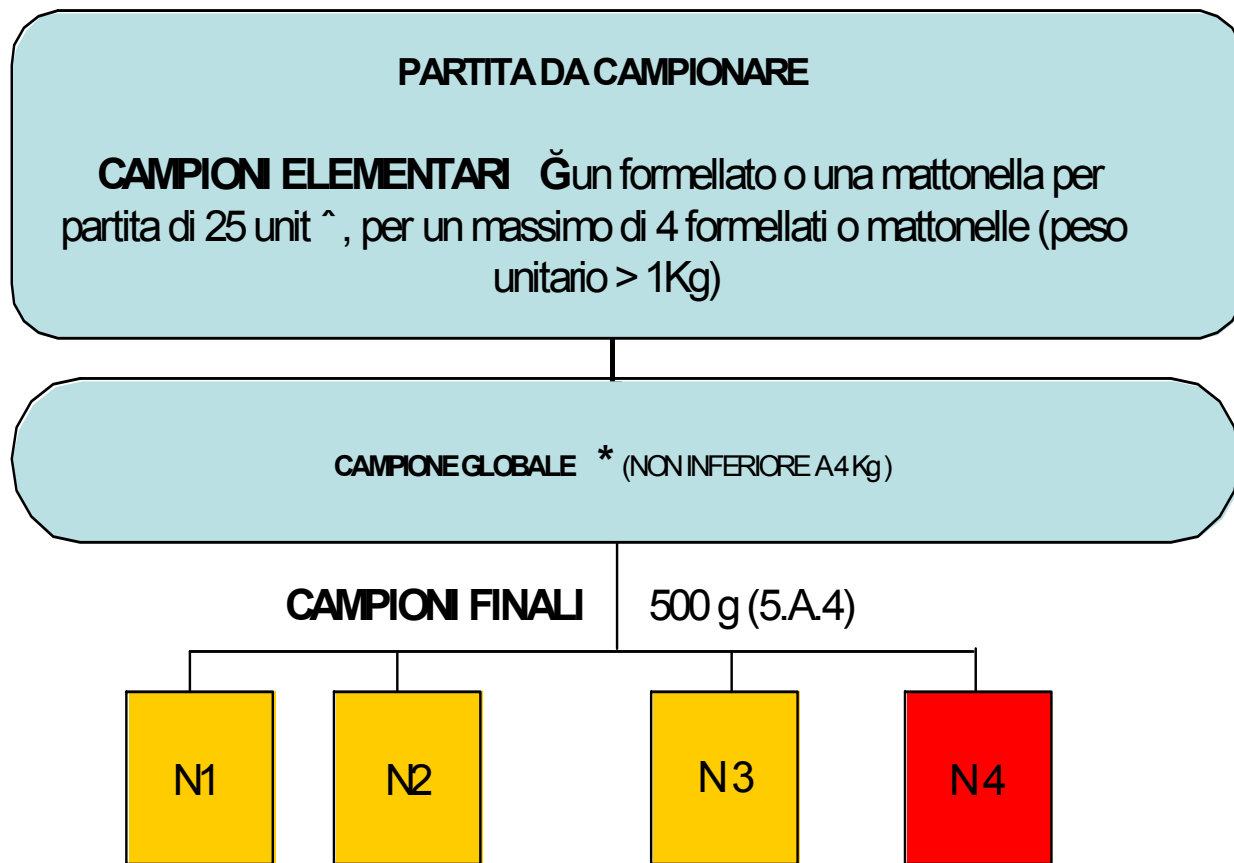 PARTITA DA CAMPIONARE
CAMPIONI ELEMENTARI Ğun formellato o una mattonella per
partita di 25 unit ˆ , per un massimo di 4 formellati o mattonelle (peso
unitario > 1Kg)
CAMPIONE GLOBALE * (NON INFERIORE A 4 Kg )
CAMPIONI FINALI 500 g (5.A.4)
N1 N2 N3 N4